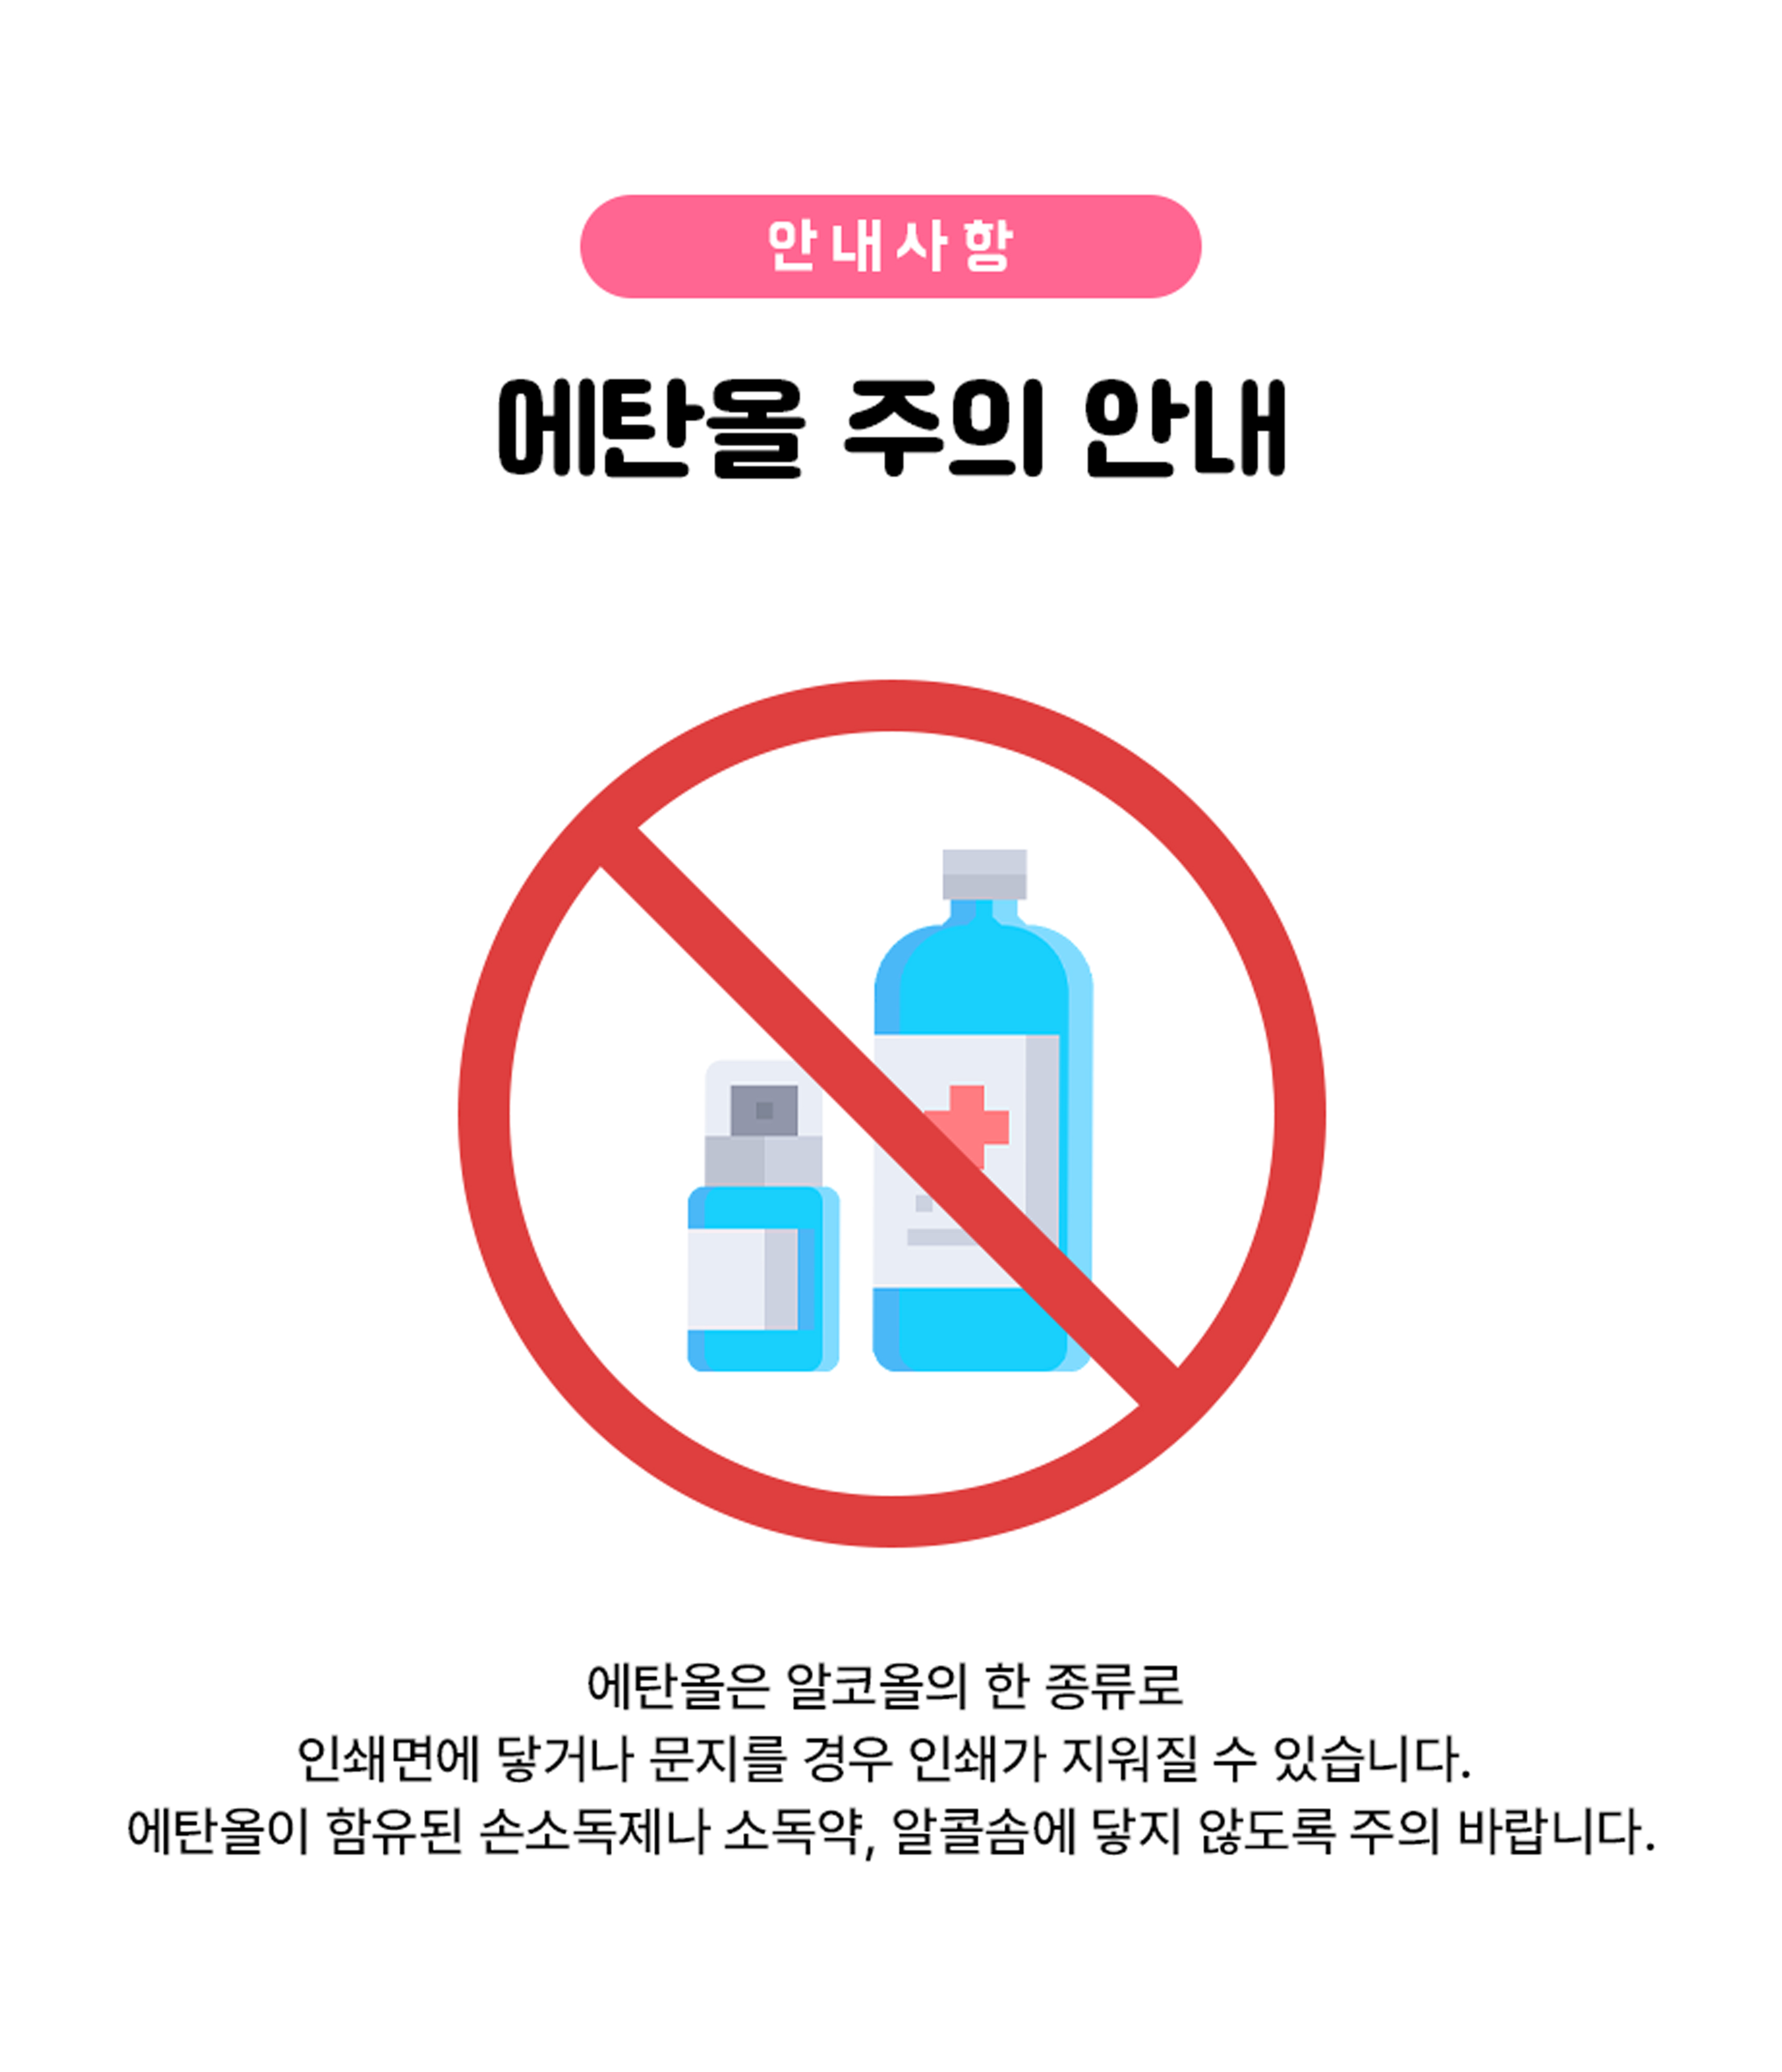 안내사항
에탄올 주의 안내
에탄올은 알코올의 한 종류로
인쇄면에 닿거나 문지를 경우 인쇄가 지워질 수 있습니다.
에탄올이 함유된 손소독제나 소독약, 알콜솜에 닿지 않도록 주의 바랍니다.